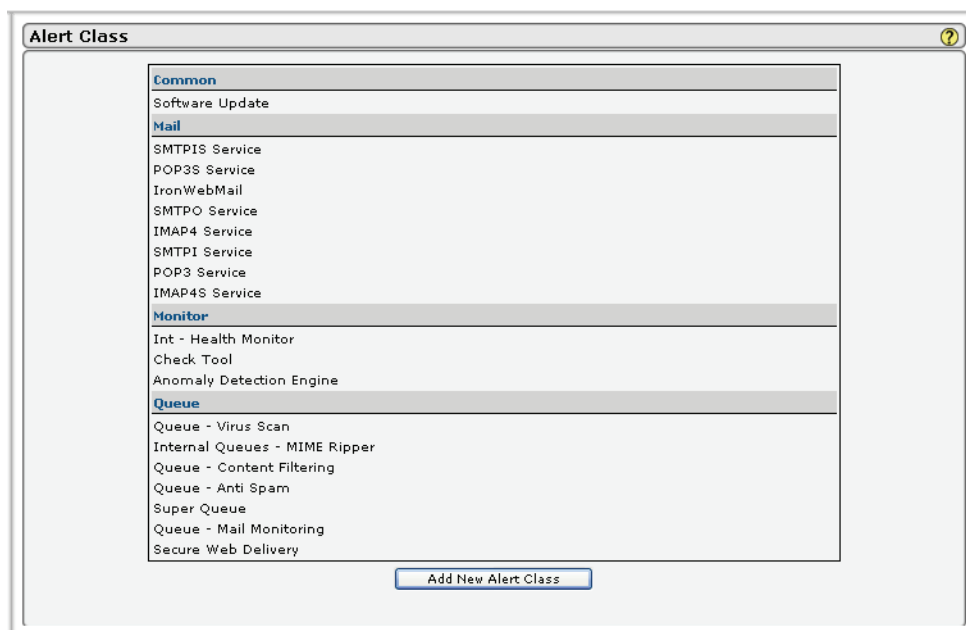 Alert Class
?
Common
Software Update
Mail
SMTPIS Service
POP3S Service
IronWebMail
SMTPO Service
IMAP4 Service
SMTPI Service
POP3 Service
IMAP4S Service
Monitor
Int - Health Monitor
Check Tool
Anomaly Detection Engine
Queue
Queue - Virus Scan
Internal Queues - MIME Ripper
Queue - Content Filtering
Queue - Anti Spam
Super Queue
Queue - Mail Monitoring
Secure Web Delivery
Add New Alert Class